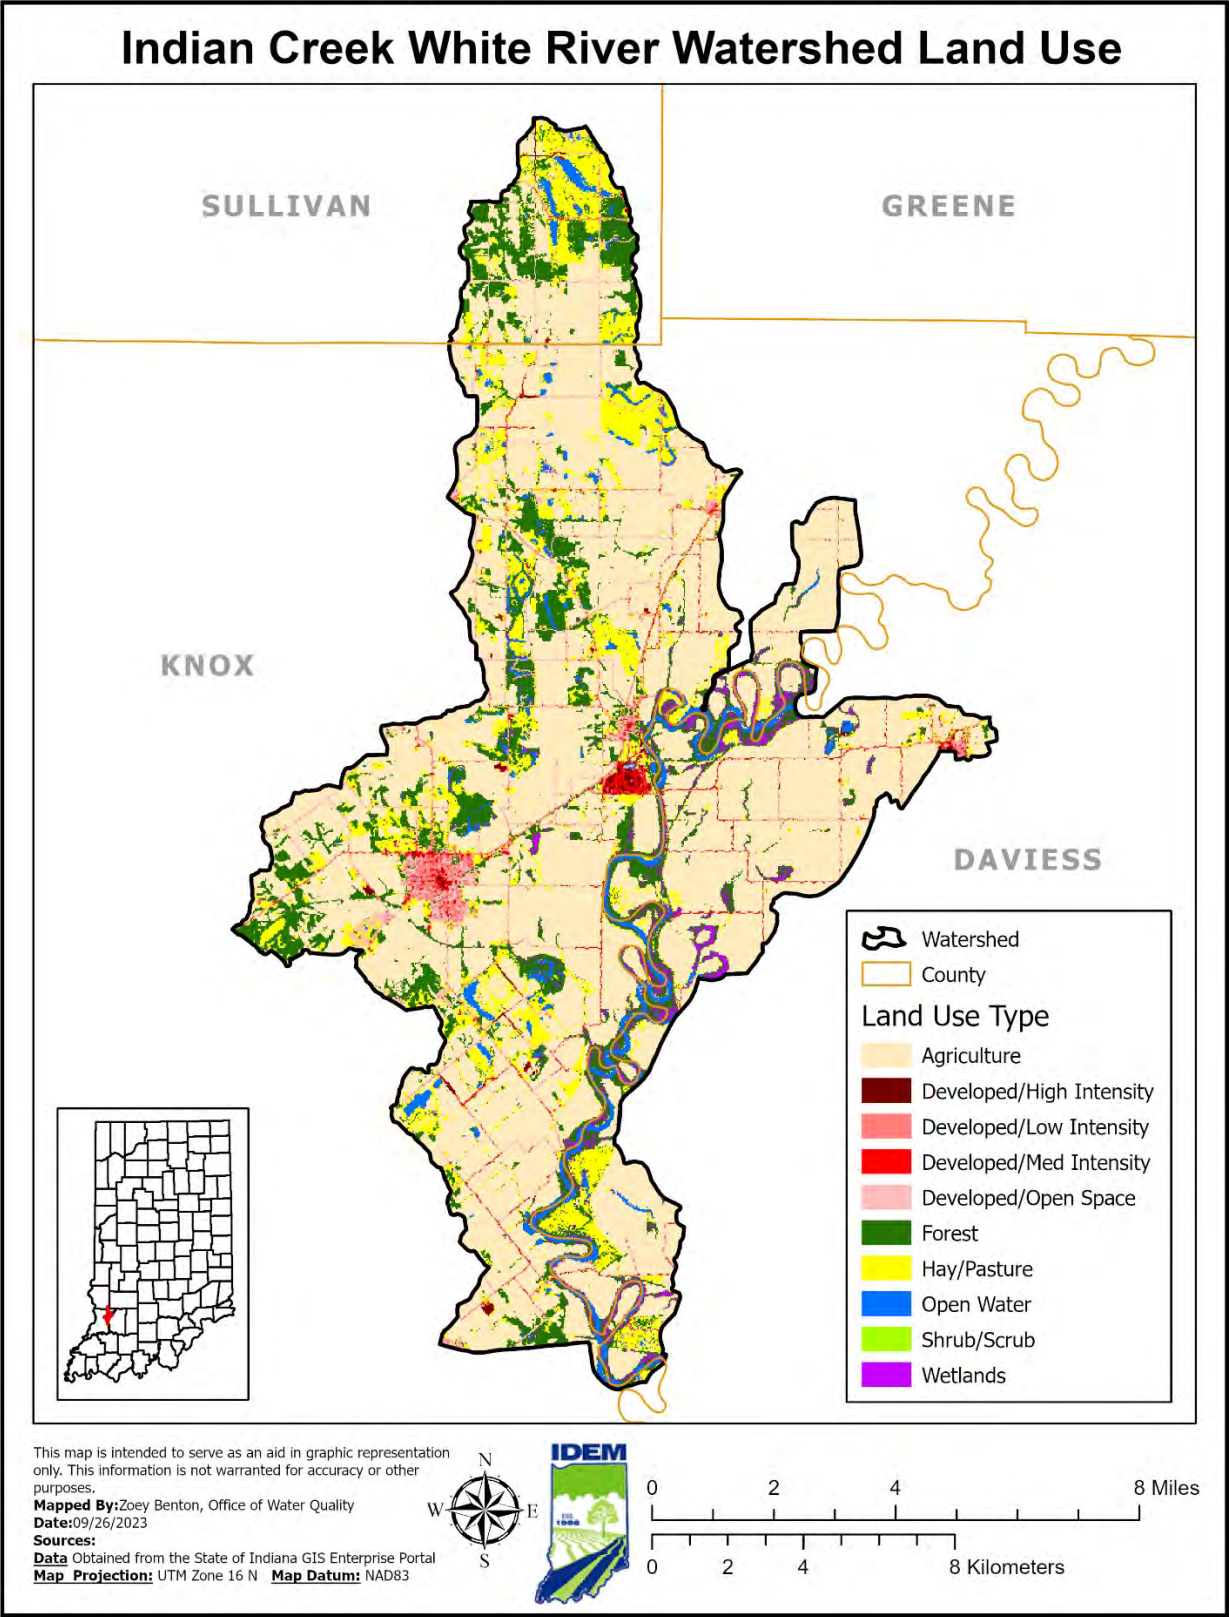 Indian Creek White River Watershed Land Use
SULLIVAN
GREENE
KNOX
DAVIESS
Watershed
County
Land Use Type
Agriculture
Developed/High Intensity
Developed/Low Intensity
Developed/Med Intensity
Developed/Open Space
Forest
Hay/Pasture
Open Water
Shrub/Scrub
Wetlands
This map is intended to serve as an aid in graphic representation
only. This information is not warranted for accuracy or other
purposes.
Mapped By:Zoey Benton, Office of Water Quality
Date:09/26/2023
Sources:
Data Obtained from the State of Indiana GIS Enterprise Portal
Map Projection: UTM Zone 16 N Map Datum: NAD83
N
W E
S
IDEM
EST.
1986
0 2 4 8 Miles
0 2 4 8 Kilometers